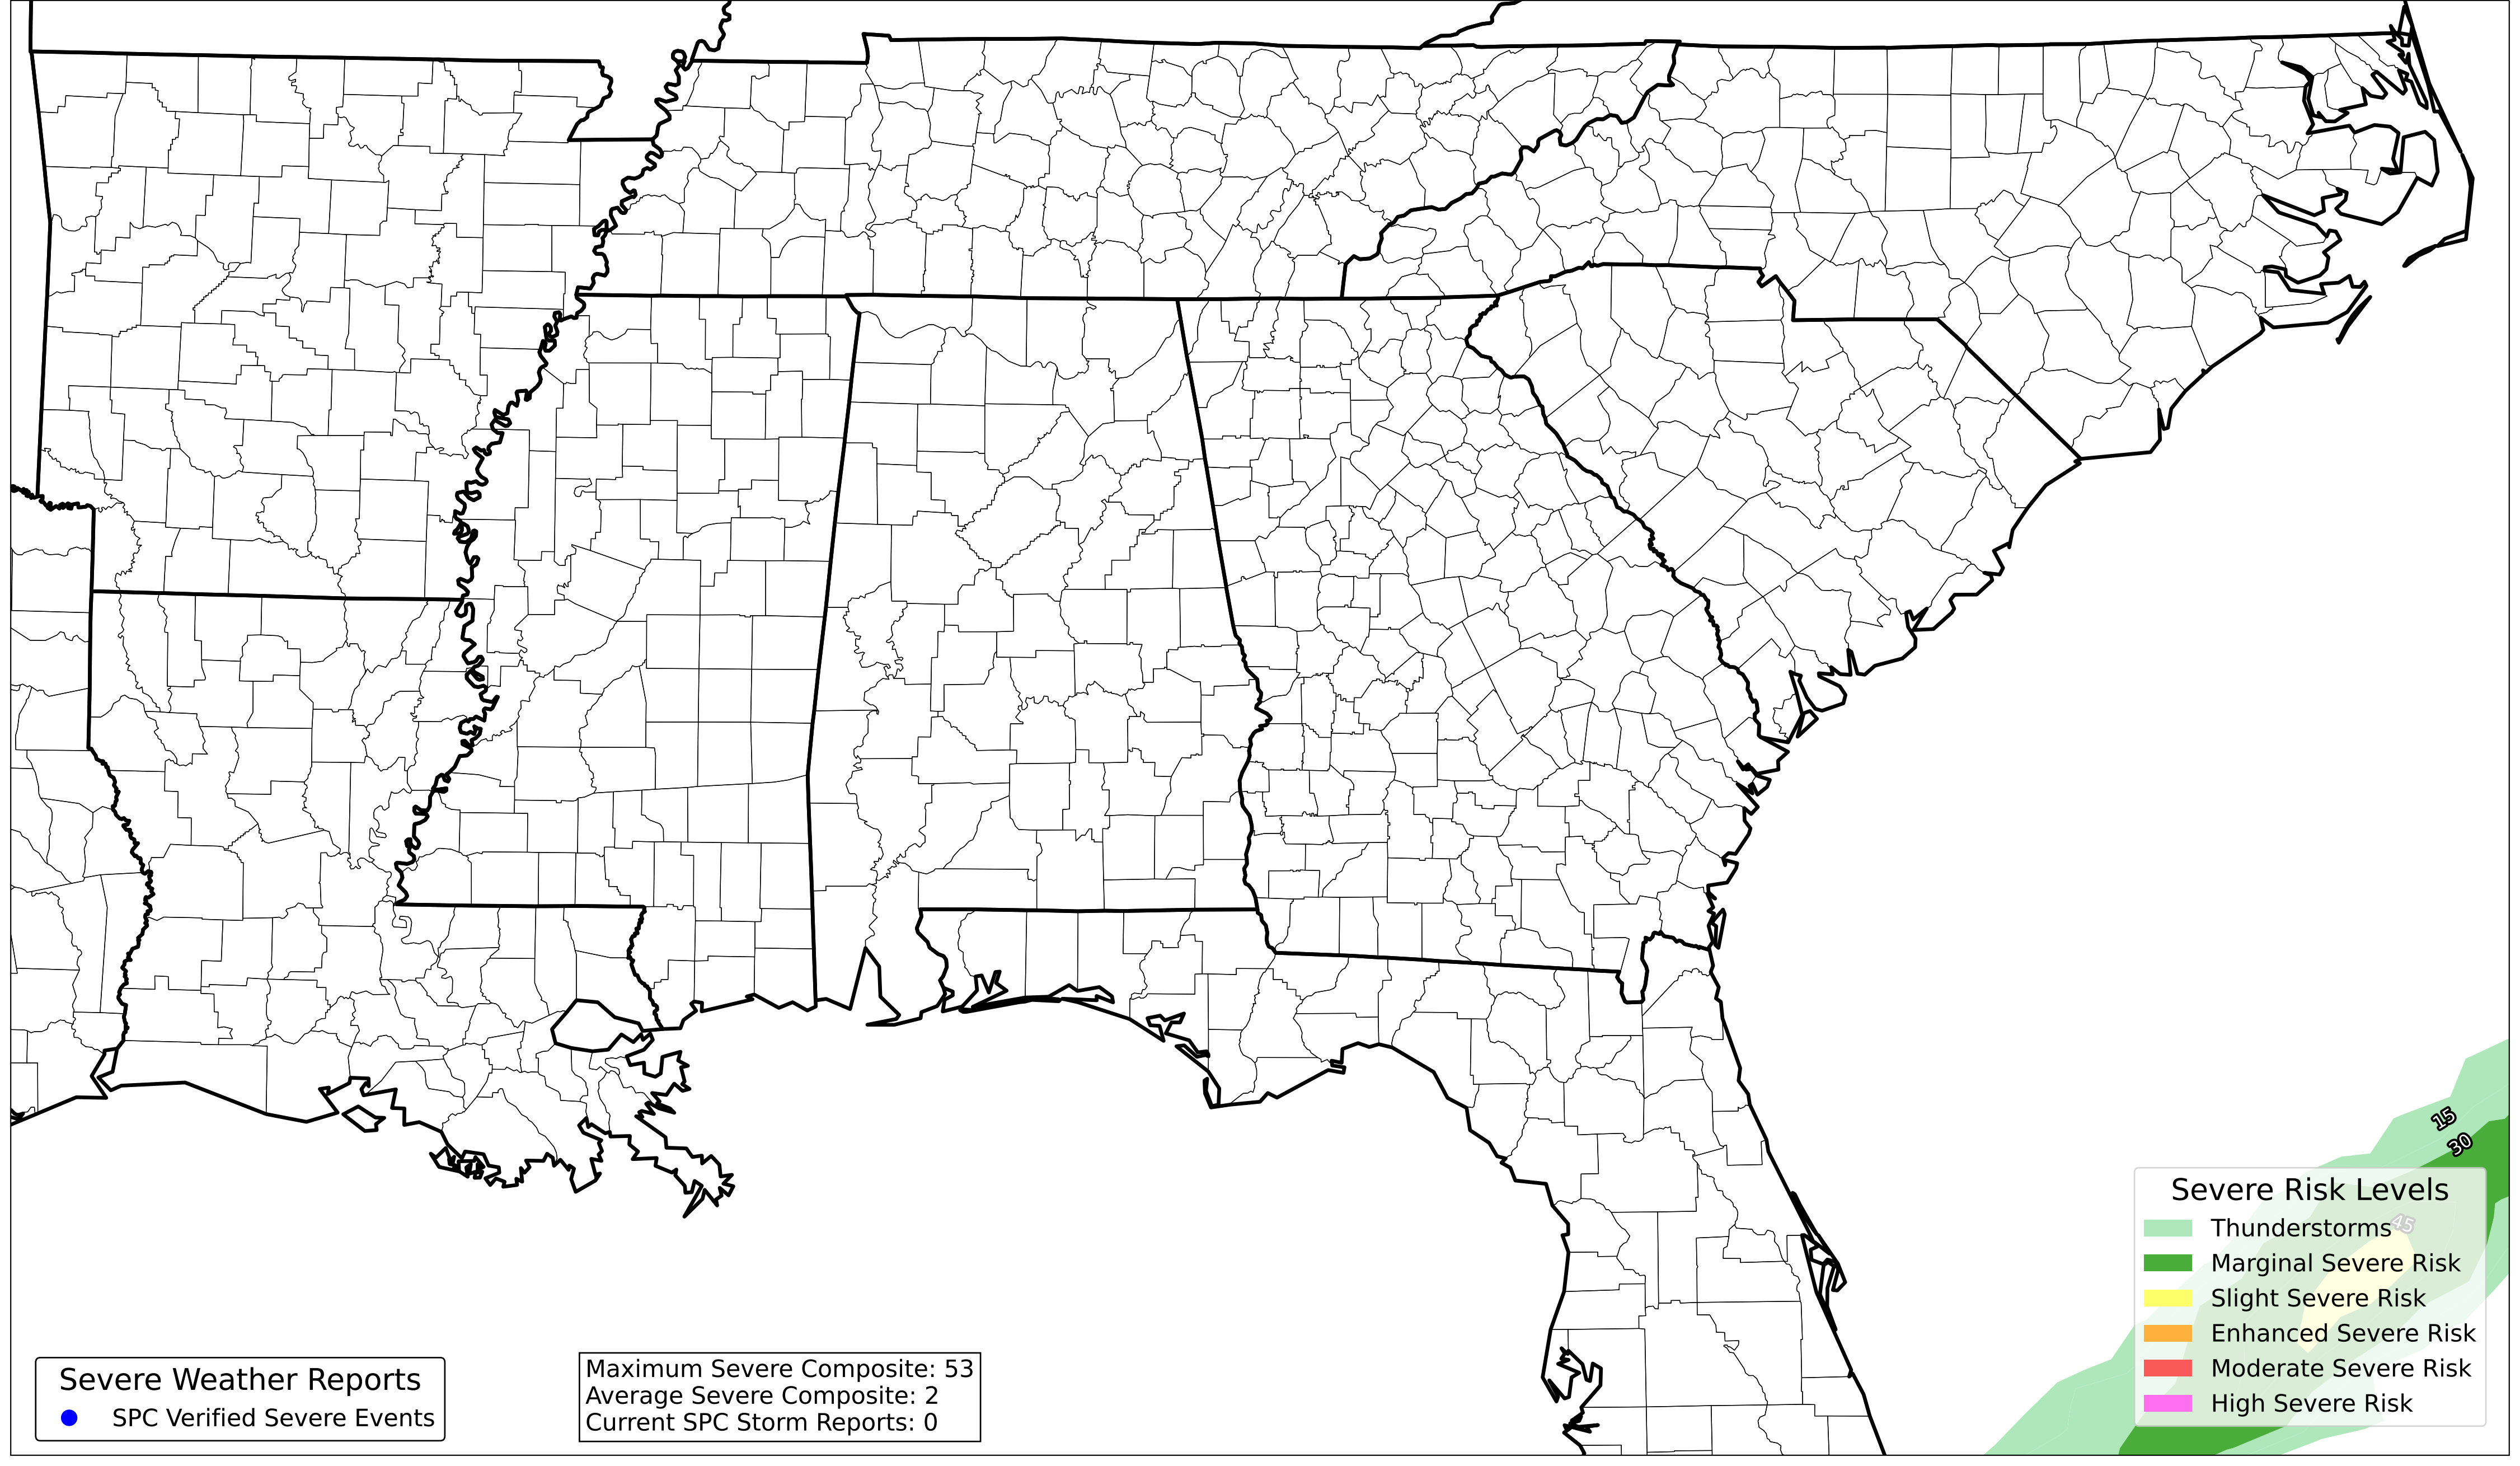 15
30
45
Severe Risk Levels
Thunderstorms
Marginal Severe Risk
Slight Severe Risk
Enhanced Severe Risk
Moderate Severe Risk
High Severe Risk
Severe Weather Reports
SPC Verified Severe Events
Maximum Severe Composite: 53
Average Severe Composite: 2
Current SPC Storm Reports: 0